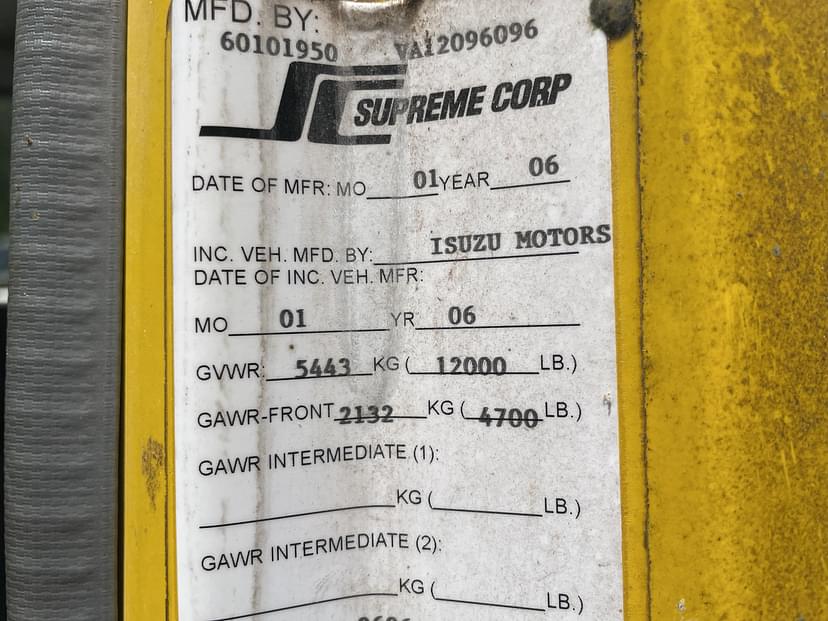 MFD. BY:
60101950 VA12096096
SUPREME CORP
DATE OF MFR: MO 01 YEAR 06
INC. VEH. MFD. BY: ISUZU MOTORS
DATE OF INC. VEH. MFR:
MO 01 YR 06
GVWR: 5443 KG ( 12000 LB.)
GAWR-FRONT 2132 KG ( 4700 LB.)
GAWR INTERMEDIATE (1):
KG ( LB.)
GAWR INTERMEDIATE (2):
KG ( LB.)